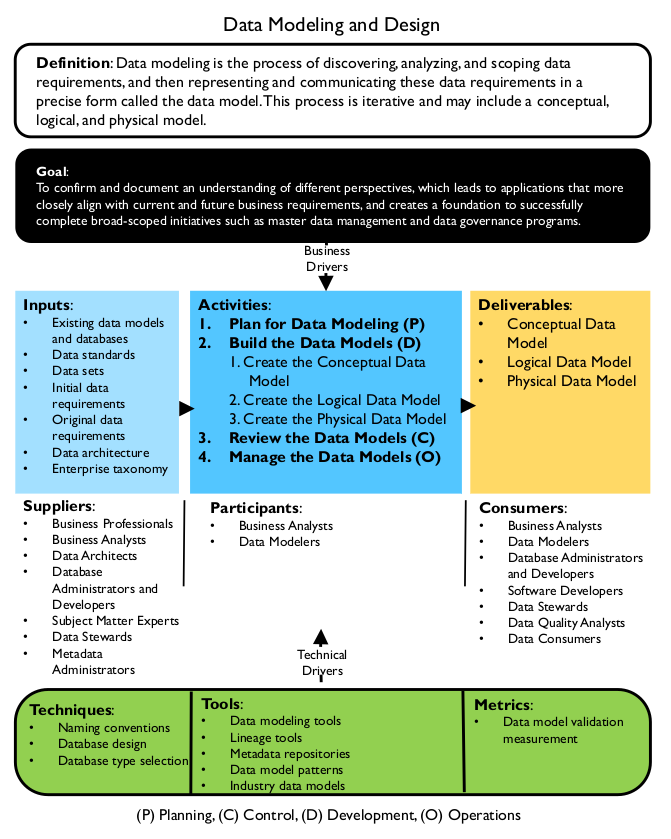 Data Modeling and Design
Definition: Data modeling is the process of discovering, analyzing, and scoping data
requirements, and then representing and communicating these data requirements in a
precise form called the data model. This process is iterative and may include a conceptual,
logical, and physical model.
Goal:
To confirm and document an understanding of different perspectives, which leads to applications that more
closely align with current and future business requirements, and creates a foundation to successfully
complete broad-scoped initiatives such as master data management and data governance programs.
Business
Drivers
Inputs:
• Existing data models
and databases
• Data standards
• Data sets
• Initial data
requirements
• Original data
requirements
• Data architecture
• Enterprise taxonomy
Activities:
1. Plan for Data Modeling (P)
2. Build the Data Models (D)
1. Create the Conceptual Data
Model
2. Create the Logical Data Model
3. Create the Physical Data Model
3. Review the Data Models (C)
4. Manage the Data Models (O)
Deliverables:
• Conceptual Data
Model
• Logical Data Model
• Physical Data Model
Suppliers:
• Business Professionals
• Business Analysts
• Data Architects
• Database
Administrators and
Developers
• Subject Matter Experts
• Data Stewards
• Metadata
Administrators
Participants:
• Business Analysts
• Data Modelers
Consumers:
• Business Analysts
• Data Modelers
• Database Administrators
and Developers
• Software Developers
• Data Stewards
• Data Quality Analysts
• Data Consumers
Technical
Drivers
Techniques:
• Naming conventions
• Database design
• Database type selection
Tools:
• Data modeling tools
• Lineage tools
• Metadata repositories
• Data model patterns
• Industry data models
Metrics:
• Data model validation
measurement
(P) Planning, (C) Control, (D) Development, (O) Operations